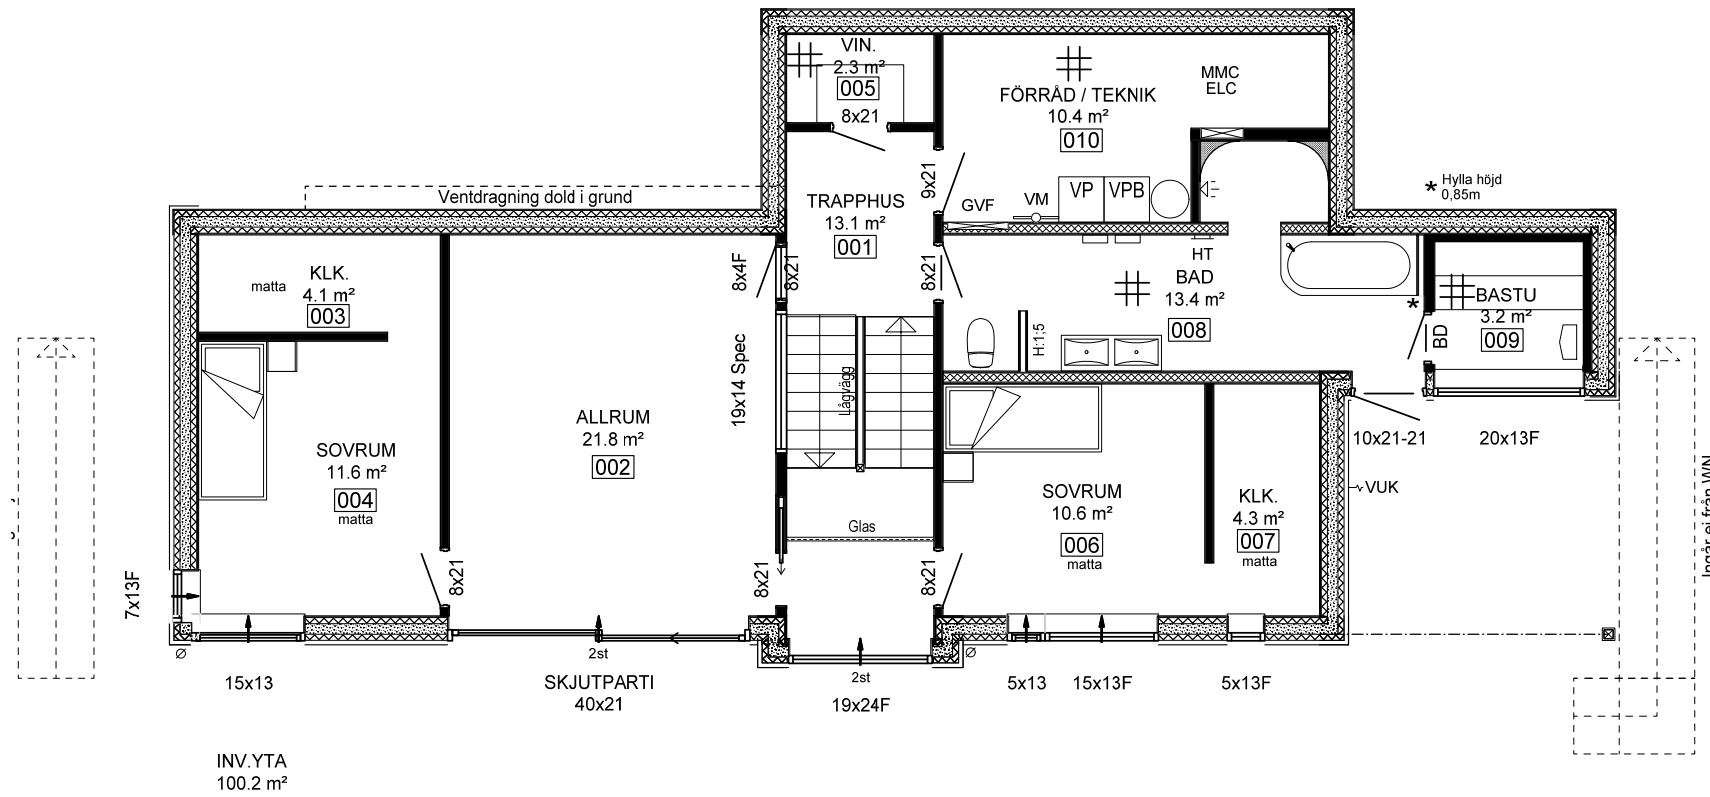 VIN.
2.3 m²
005
8x21
FÖRRÅD / TEKNIK
10.4 m²
010
MMC
ELC
Ventdragning dold i grund
TRAPPHUS
13.1 m²
001
9x21
GVF
VM
VP
VPB
* Hylla höjd
0,85m
KLK.
4.1 m²
003
matta
8x4F
8x21
8x21
HT
BAD
13.4 m²
008
*
BASTU
3.2 m²
009
BD
H:1;5
19x14 Spec
Lågvägg
ALLRUM
21.8 m²
002
SOVRUM
11.6 m²
004
matta
10x21-21
20x13F
VUK
SOVRUM
10.6 m²
006
matta
KLK.
4.3 m²
007
matta
Glas
Ingår ej från WN
7x13F
8x21
8x21
8x21
2st
2st
15x13
SKJUTPARTI
40x21
19x24F
5x13
15x13F
5x13F
INV.YTA
100.2 m²